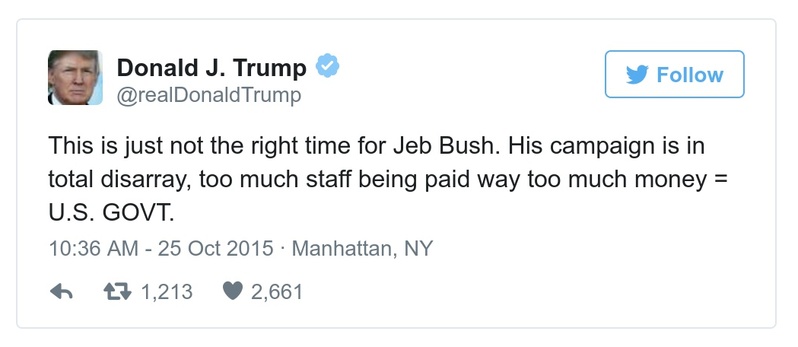 Donald J. Trump
@realDonaldTrump
Follow
This is just not the right time for Jeb Bush. His campaign is in
total disarray, too much staff being paid way too much money =
U.S. GOVT.
10:36 AM - 25 Oct 2015 · Manhattan, NY
1,213 2,661